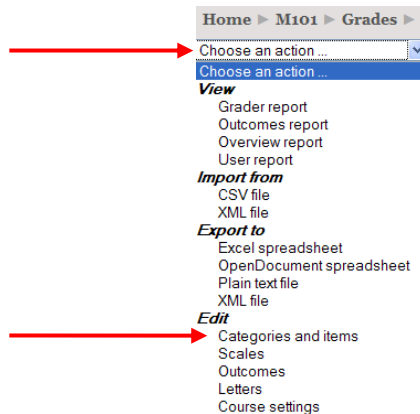 Home ► M101 ► Grades ►
Choose an action ...
Choose an action ...
View
Grader report
Outcomes report
Overview report
User report
Import from
CSV file
XML file
Export to
Excel spreadsheet
OpenDocument spreadsheet
Plain text file
XML file
Edit
Categories and items
Scales
Outcomes
Letters
Course settings